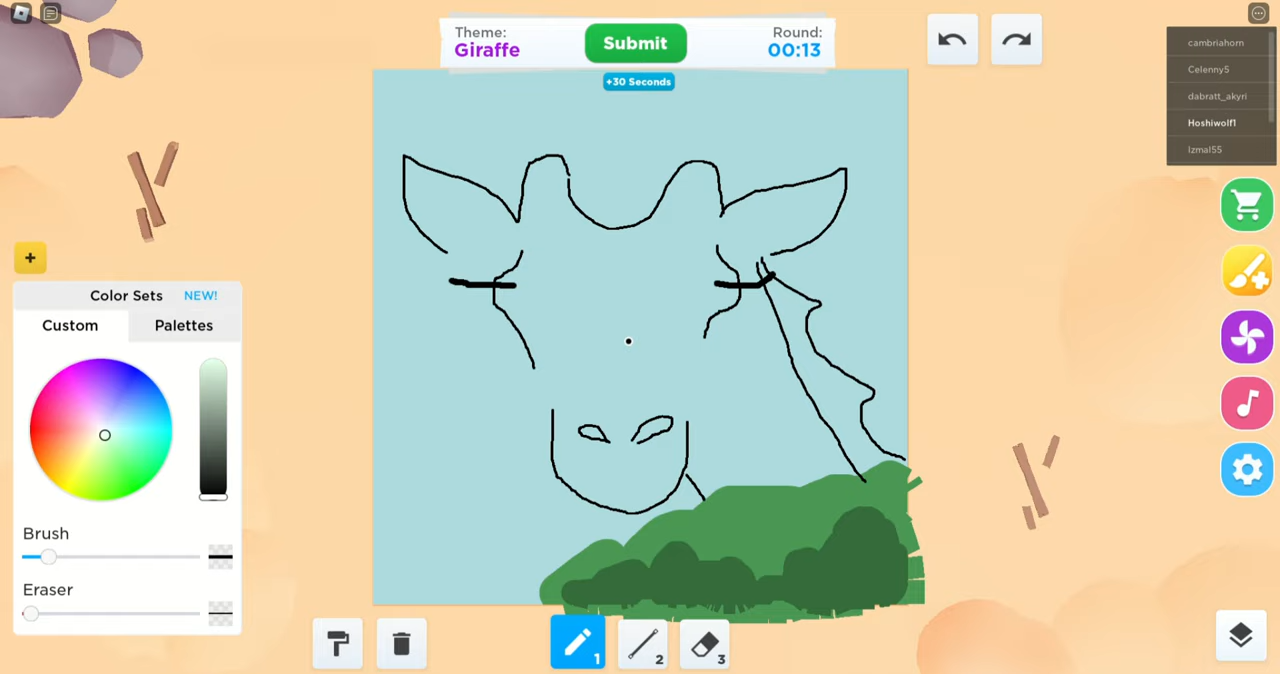 Theme:
Giraffe
Submit
Round:
00:13
+30 Seconds
cambriahorn
Celenny5
dabratt_akyri
Hoshiwolf1
Izmal55
+
Color Sets NEW!
Custom Palettes
Brush
Eraser
1
2
3